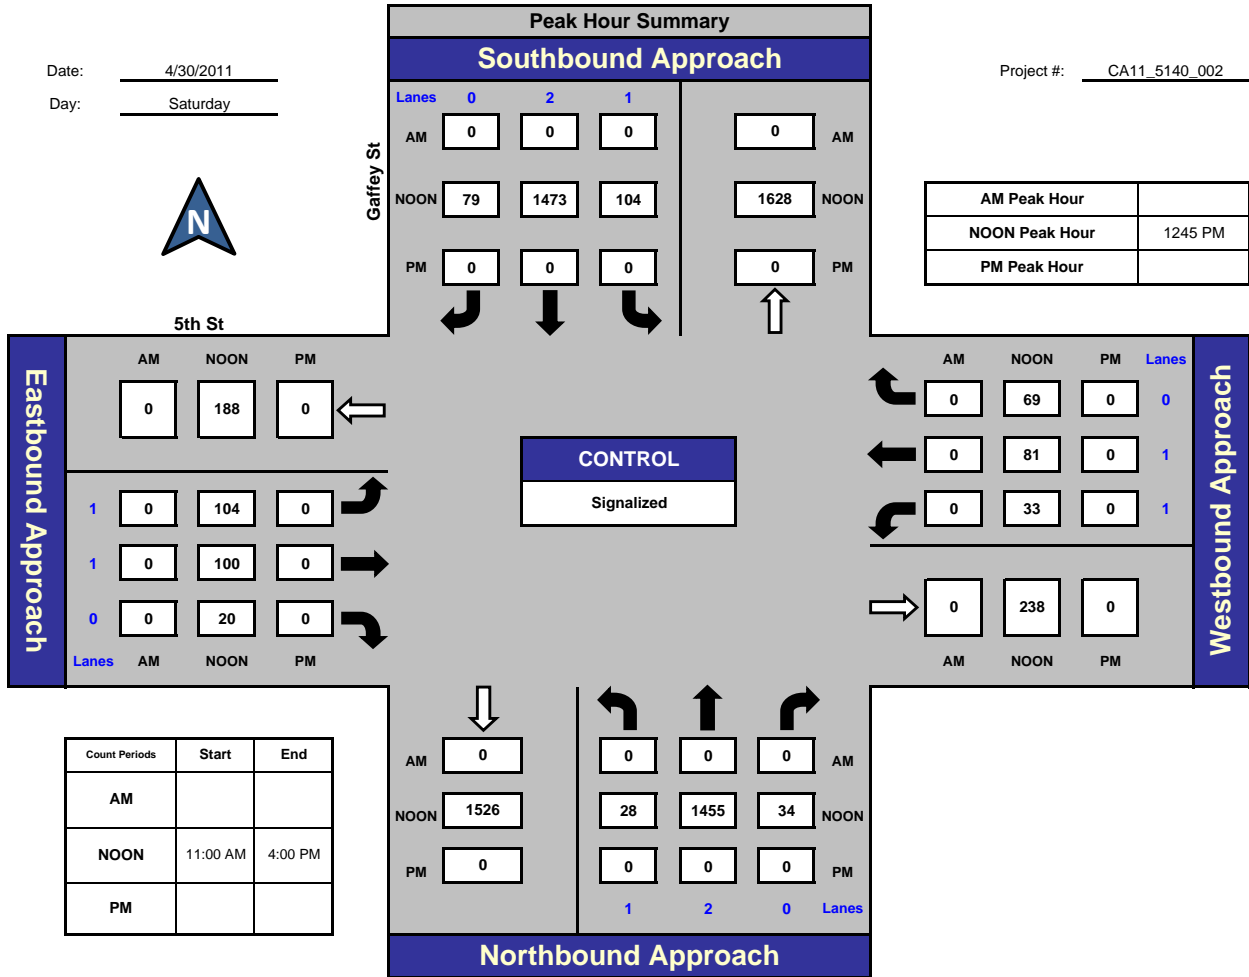 Peak Hour Summary
Southbound Approach
Date: 4/30/2011
Project #: CA11_5140_002
Day: Saturday
Lanes 0 2 1
AM 0 0 0 0 AM
Gaffey St
N
NOON 79 1473 104 1628 NOON
PM 0 0 0 0 PM
AM Peak Hour
NOON Peak Hour 1245 PM
PM Peak Hour
5th St
Eastbound Approach
AM NOON PM
0 188 0
1 0 104 0
1 0 100 0
0 0 20 0
Lanes AM NOON PM
CONTROL
Signalized
AM NOON PM Lanes
0 69 0 0
0 81 0 1
0 33 0 1
0 238 0
AM NOON PM
Westbound Approach
Count Periods Start End
AM
NOON 11:00 AM 4:00 PM
PM
AM 0 0 0 0 AM
NOON 1526 28 1455 34 NOON
PM 0 0 0 0 PM
1 2 0 Lanes
Northbound Approach